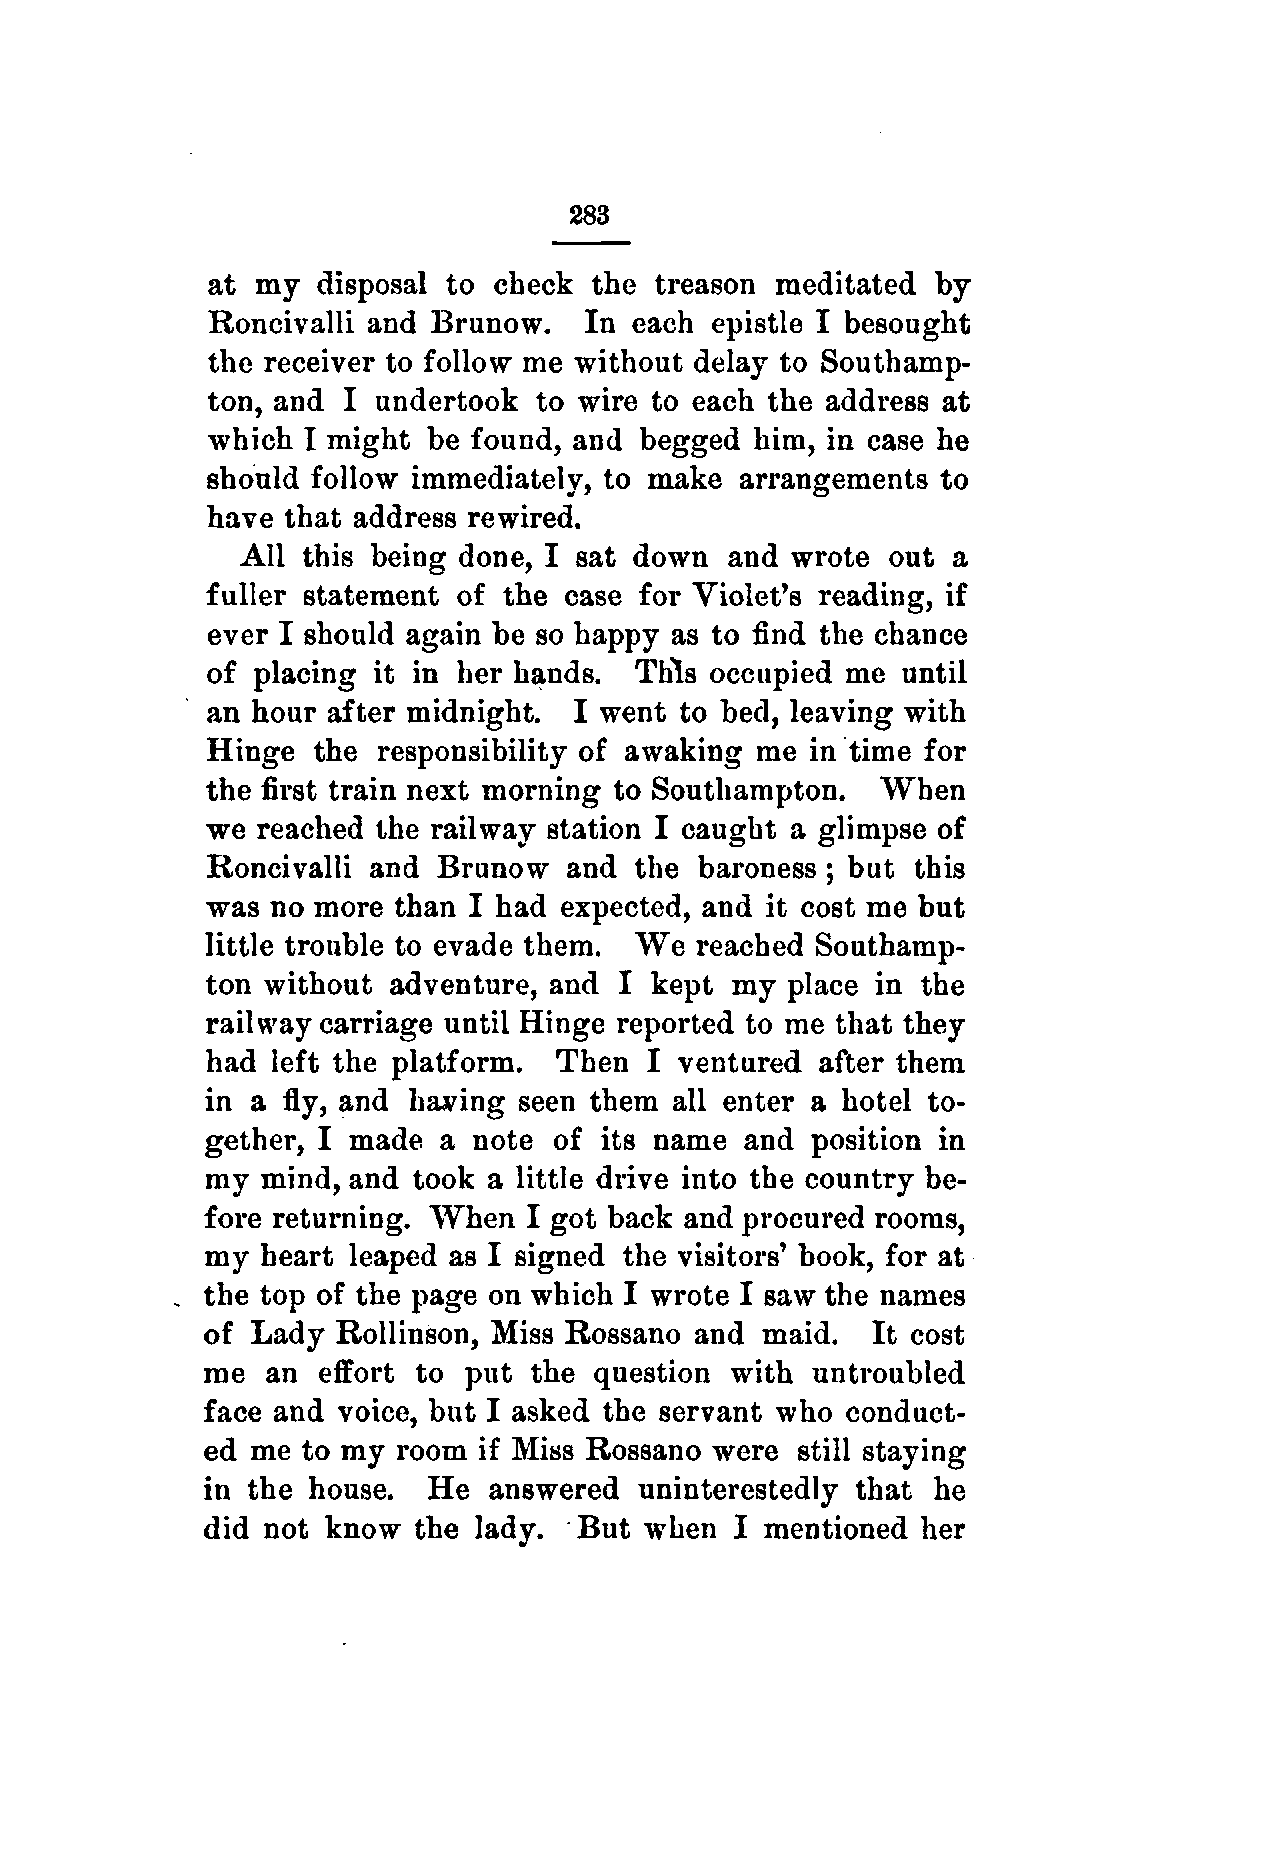 283
at my disposal to check the treason meditated by
Roncivalli and Brunow. In each epistle I besought
the receiver to follow me without delay to Southamp-
ton, and I undertook to wire to each the address at
which I might be found, and begged him, in case he
should follow immediately, to make arrangements to
have that address rewired.
All this being done, I sat down and wrote out a
fuller statement of the case for Violet's reading, if
ever I should again be so happy as to find the chance
of placing it in her hands. This occupied me until
an hour after midnight. I went to bed, leaving with
Hinge the responsibility of awaking me in time for
the first train next morning to Southampton. When
we reached the railway station I caught a glimpse of
Roncivalli and Brunow and the baroness ; but this
was no more than I had expected, and it cost me but
little trouble to evade them. We reached Southamp-
ton without adventure, and I kept my place in the
railway carriage until Hinge reported to me that they
had left the platform. Then I ventured after them
in a fly, and having seen them all enter a hotel to-
gether, I made a note of its name and position in
my mind, and took a little drive into the country be-
fore returning. When I got back and procured rooms,
my heart leaped as I signed the visitors' book, for at
the top of the page on which I wrote I saw the names
of Lady Rollinson, Miss Rossano and maid. It cost
me an effort to put the question with untroubled
face and voice, but I asked the servant who conduct-
ed me to my room if Miss Rossano were still staying
in the house. He answered uninterestedly that he
did not know the lady. But when I mentioned her